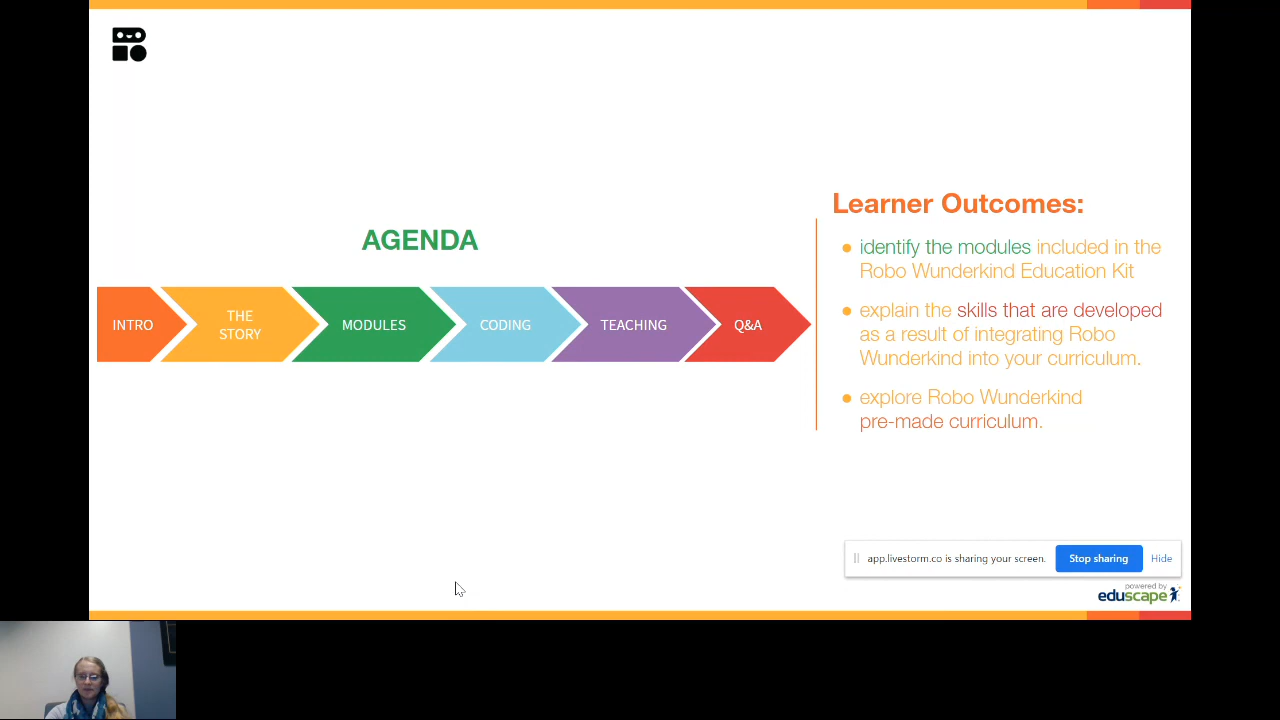 AGENDA
INTRO
THE
STORY
MODULES
CODING
TEACHING
Q&A
Learner Outcomes:
identify the modules included in the
Robo Wunderkind Education Kit
explain the skills that are developed
as a result of integrating Robo
Wunderkind into your curriculum.
explore Robo Wunderkind
pre-made curriculum.
app.livestorm.co is sharing your screen. Stop sharing Hide
powered by
eduscape